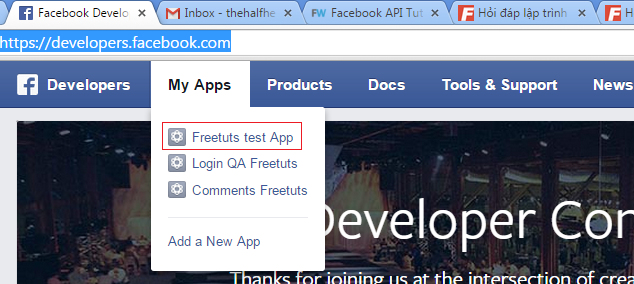 Facebook Develo
Inbox - thehalfhe
FW Facebook API Tut
Hỏi đáp lập trình
H
https://developers.facebook.com
Developers My Apps Products Docs Tools & Support News
Freetuts test App
Login QA Freetuts
Comments Freetuts
Add a New App
Developer Con
Thanks for joining us at the intersection of crea